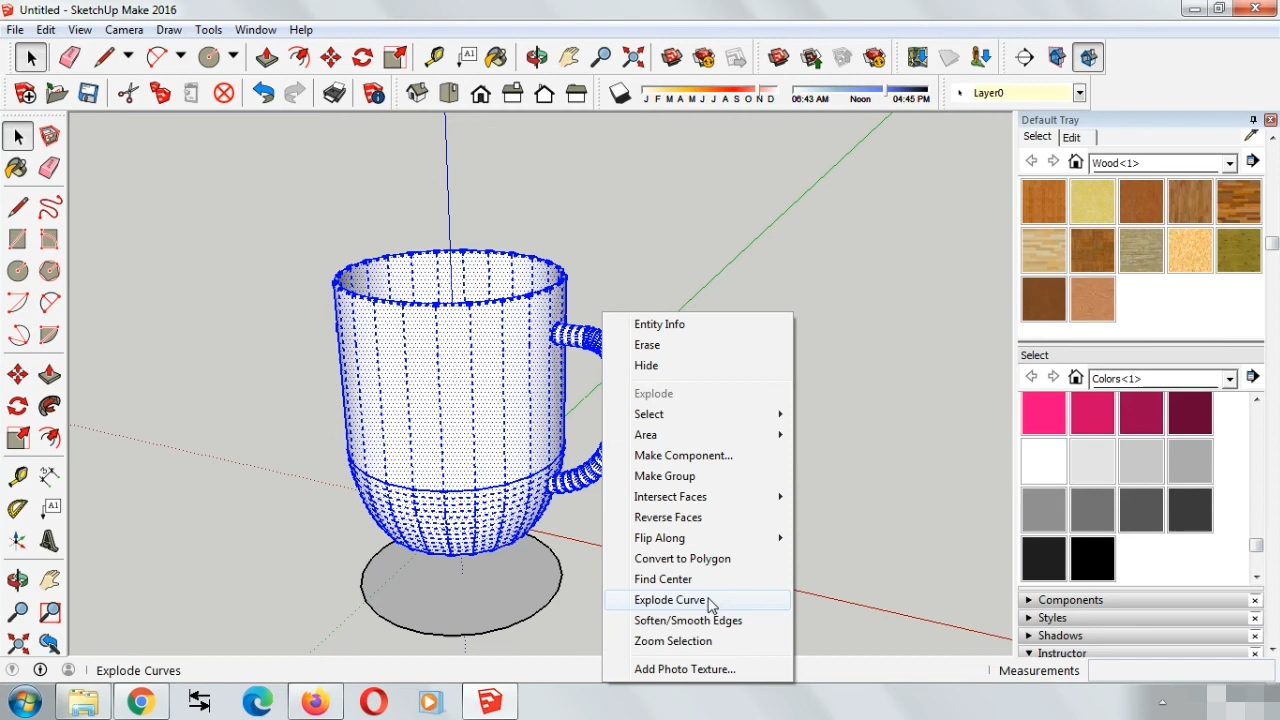 Untitled - SketchUp Make 2016
File Edit View Camera Draw Tools Window Help
A1
J F M A M J J A S O N D
06:43 AM Noon 04:45 PM
Layer0
Default Tray
Select Edit
Wood<1>
Entity Info
Erase
Hide
Explode
Select
Area
Make Component...
Make Group
Intersect Faces
Reverse Faces
Flip Along
Convert to Polygon
Find Center
Explode Curve
Soften/Smooth Edges
Zoom Selection
Add Photo Texture...
Select
Colors<1>
A1
Components
Styles
Shadows
Instructor
Explode Curves
Measurements